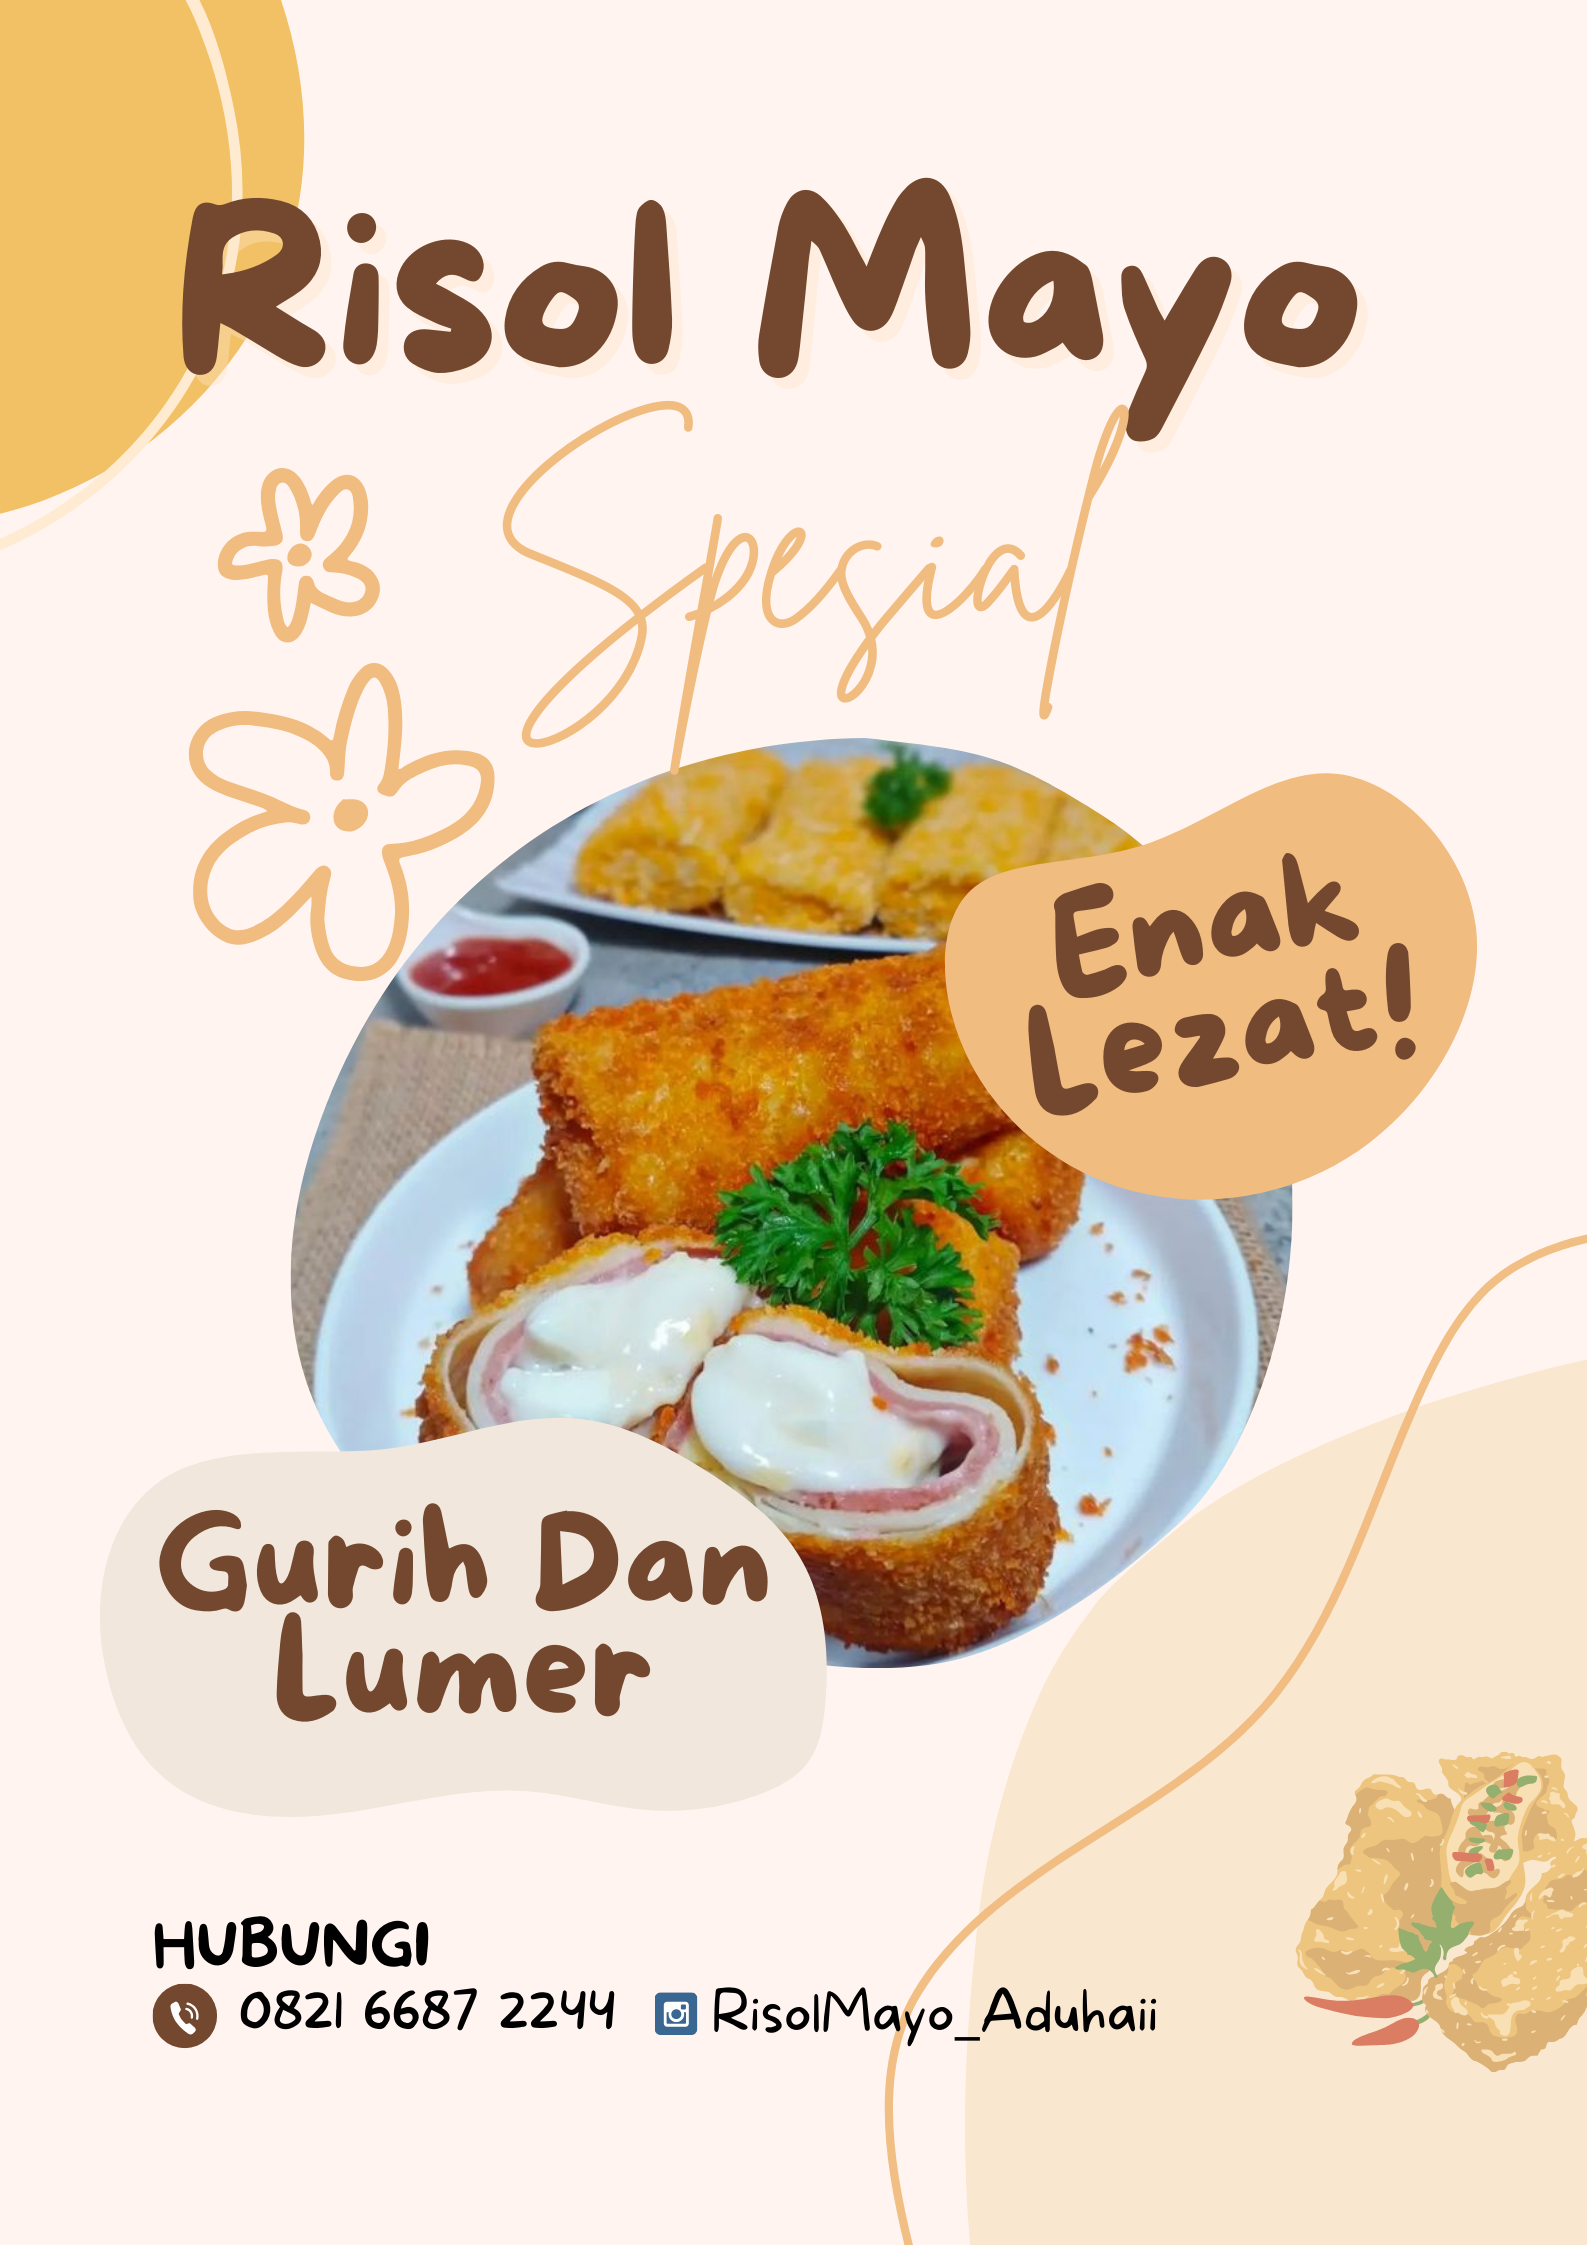 Risol Mayo
Spesial
Enak
Lezat!
Gurih Dan
Lumer
HUBUNGI
0821 6687 2244 RisolMayo_Aduhaii